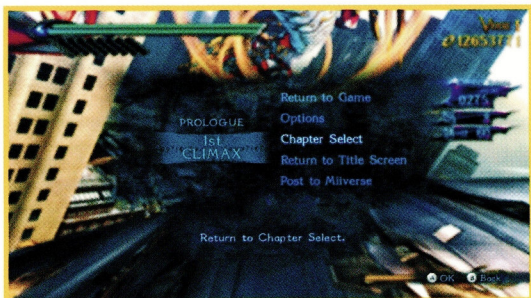 Return to Game
PROLOGUE
Options
1st
CLIMAX
Chapter Select
Return to Title Screen
Post to Miiverse
Return to Chapter Select.
OK
Back